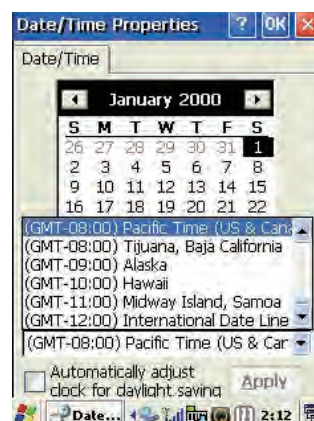 Date/Time Properties ? OK ×
Date/Time
January 2000
S M T W T F S
26 27 28 29 30 31 1
2 3 4 5 6 7 8
9 10 11 12 13 14 15
16 17 18 19 20 21 22
(GMT-08:00) Pacific Time (US & Cana
(GMT-08:00) Tijuana, Baja California
(GMT-09:00) Alaska
(GMT-10:00) Hawaii
(GMT-11:00) Midway Island, Samoa
(GMT-12:00) International Date Line
(GMT-08:00) Pacific Time (US & Car
Automatically adjust
clock for daylight saving
Apply
Date... 2:12